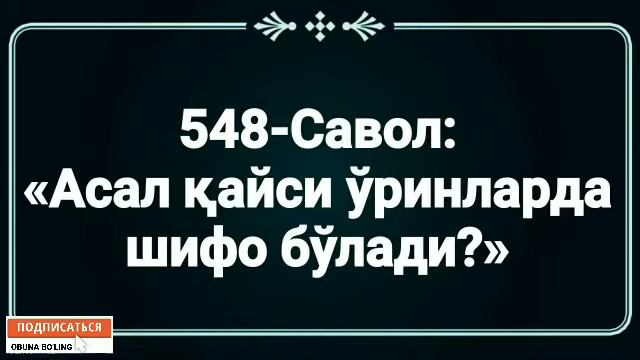 548-Савол:
«Асал қайси ўринларда
шифо бўлади?»
ПОДПИСАТЬСЯ
OBUNA BO'LING